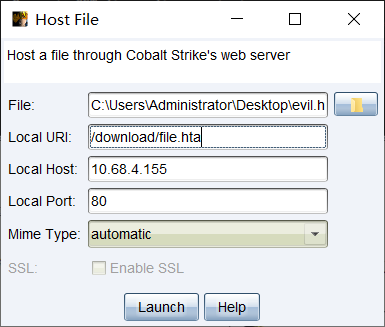 Host File
Host a file through Cobalt Strike's web server
File: C:\Users\Administrator\Desktop\evil.h
Local URI: /download/file.hta
Local Host: 10.68.4.155
Local Port: 80
Mime Type: automatic
SSL: Enable SSL
Launch Help